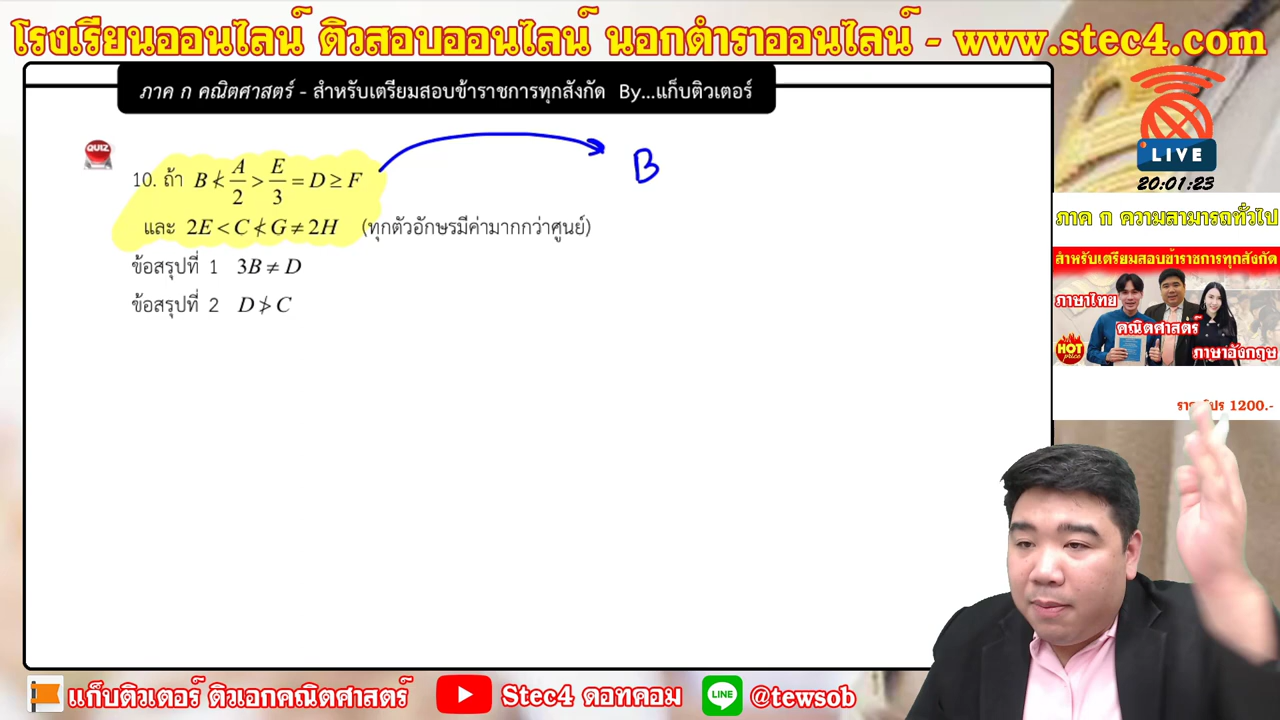 โรงเรียนออนไลน์ ติวสอบออนไลน์ นอกตำราออนไลน์ - www.stec4.com
ภาค ก คณิตศาสตร์ - สำหรับเตรียมสอบข้าราชการทุกสังกัด By...แก็บติวเตอร์
LIVE
20:01:23
QUIZ
10. ถ้า B ≮ A/2 > E/3 = D ≥ F
B
และ 2E < C ≮ G ≠ 2H (ทุกตัวอักษรมีค่ามากกว่าศูนย์)
ข้อสรุปที่ 1 3B ≠ D
ข้อสรุปที่ 2 D ≯ C
ภาค ก ความสามารถทั่วไป
สำหรับเตรียมสอบข้าราชการทุกสังกัด
ภาษาไทย
คณิตศาสตร์
ภาษาอังกฤษ
HOT
price
1200.-
แก็บติวเตอร์ ติวเอกคณิตศาสตร์
Stec4 ดอทคอม
LINE
@tewsob